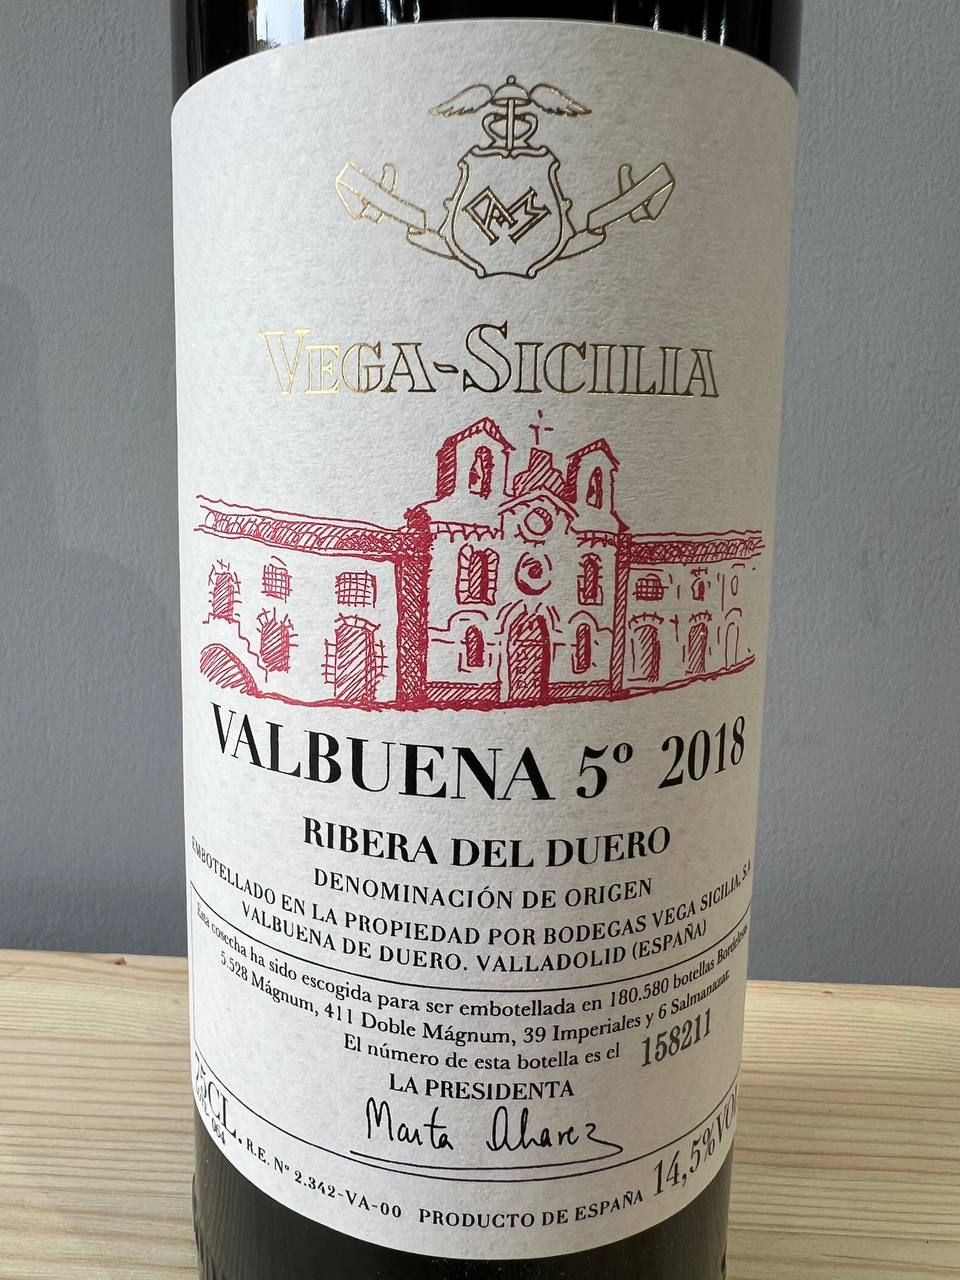 VEGA-SICILIA
VALBUENA 5º 2018
RIBERA DEL DUERO
DENOMINACIÓN DE ORIGEN
EMBOTELLADO EN LA PROPIEDAD POR BODEGAS VEGA SICILIA, S.A.
VALBUENA DE DUERO. VALLADOLID (ESPAÑA)
Esta cosecha ha sido escogida para ser embotellada en 180.580 botellas Bordelesas
5.528 Mágnum, 411 Doble Mágnum, 39 Imperiales y 6 Salmanazar.
El número de esta botella es el 158211
LA PRESIDENTA
Marta Alvarez
75CL. R.E. Nº 2.342-VA-00 PRODUCTO DE ESPAÑA 14,5% VOL